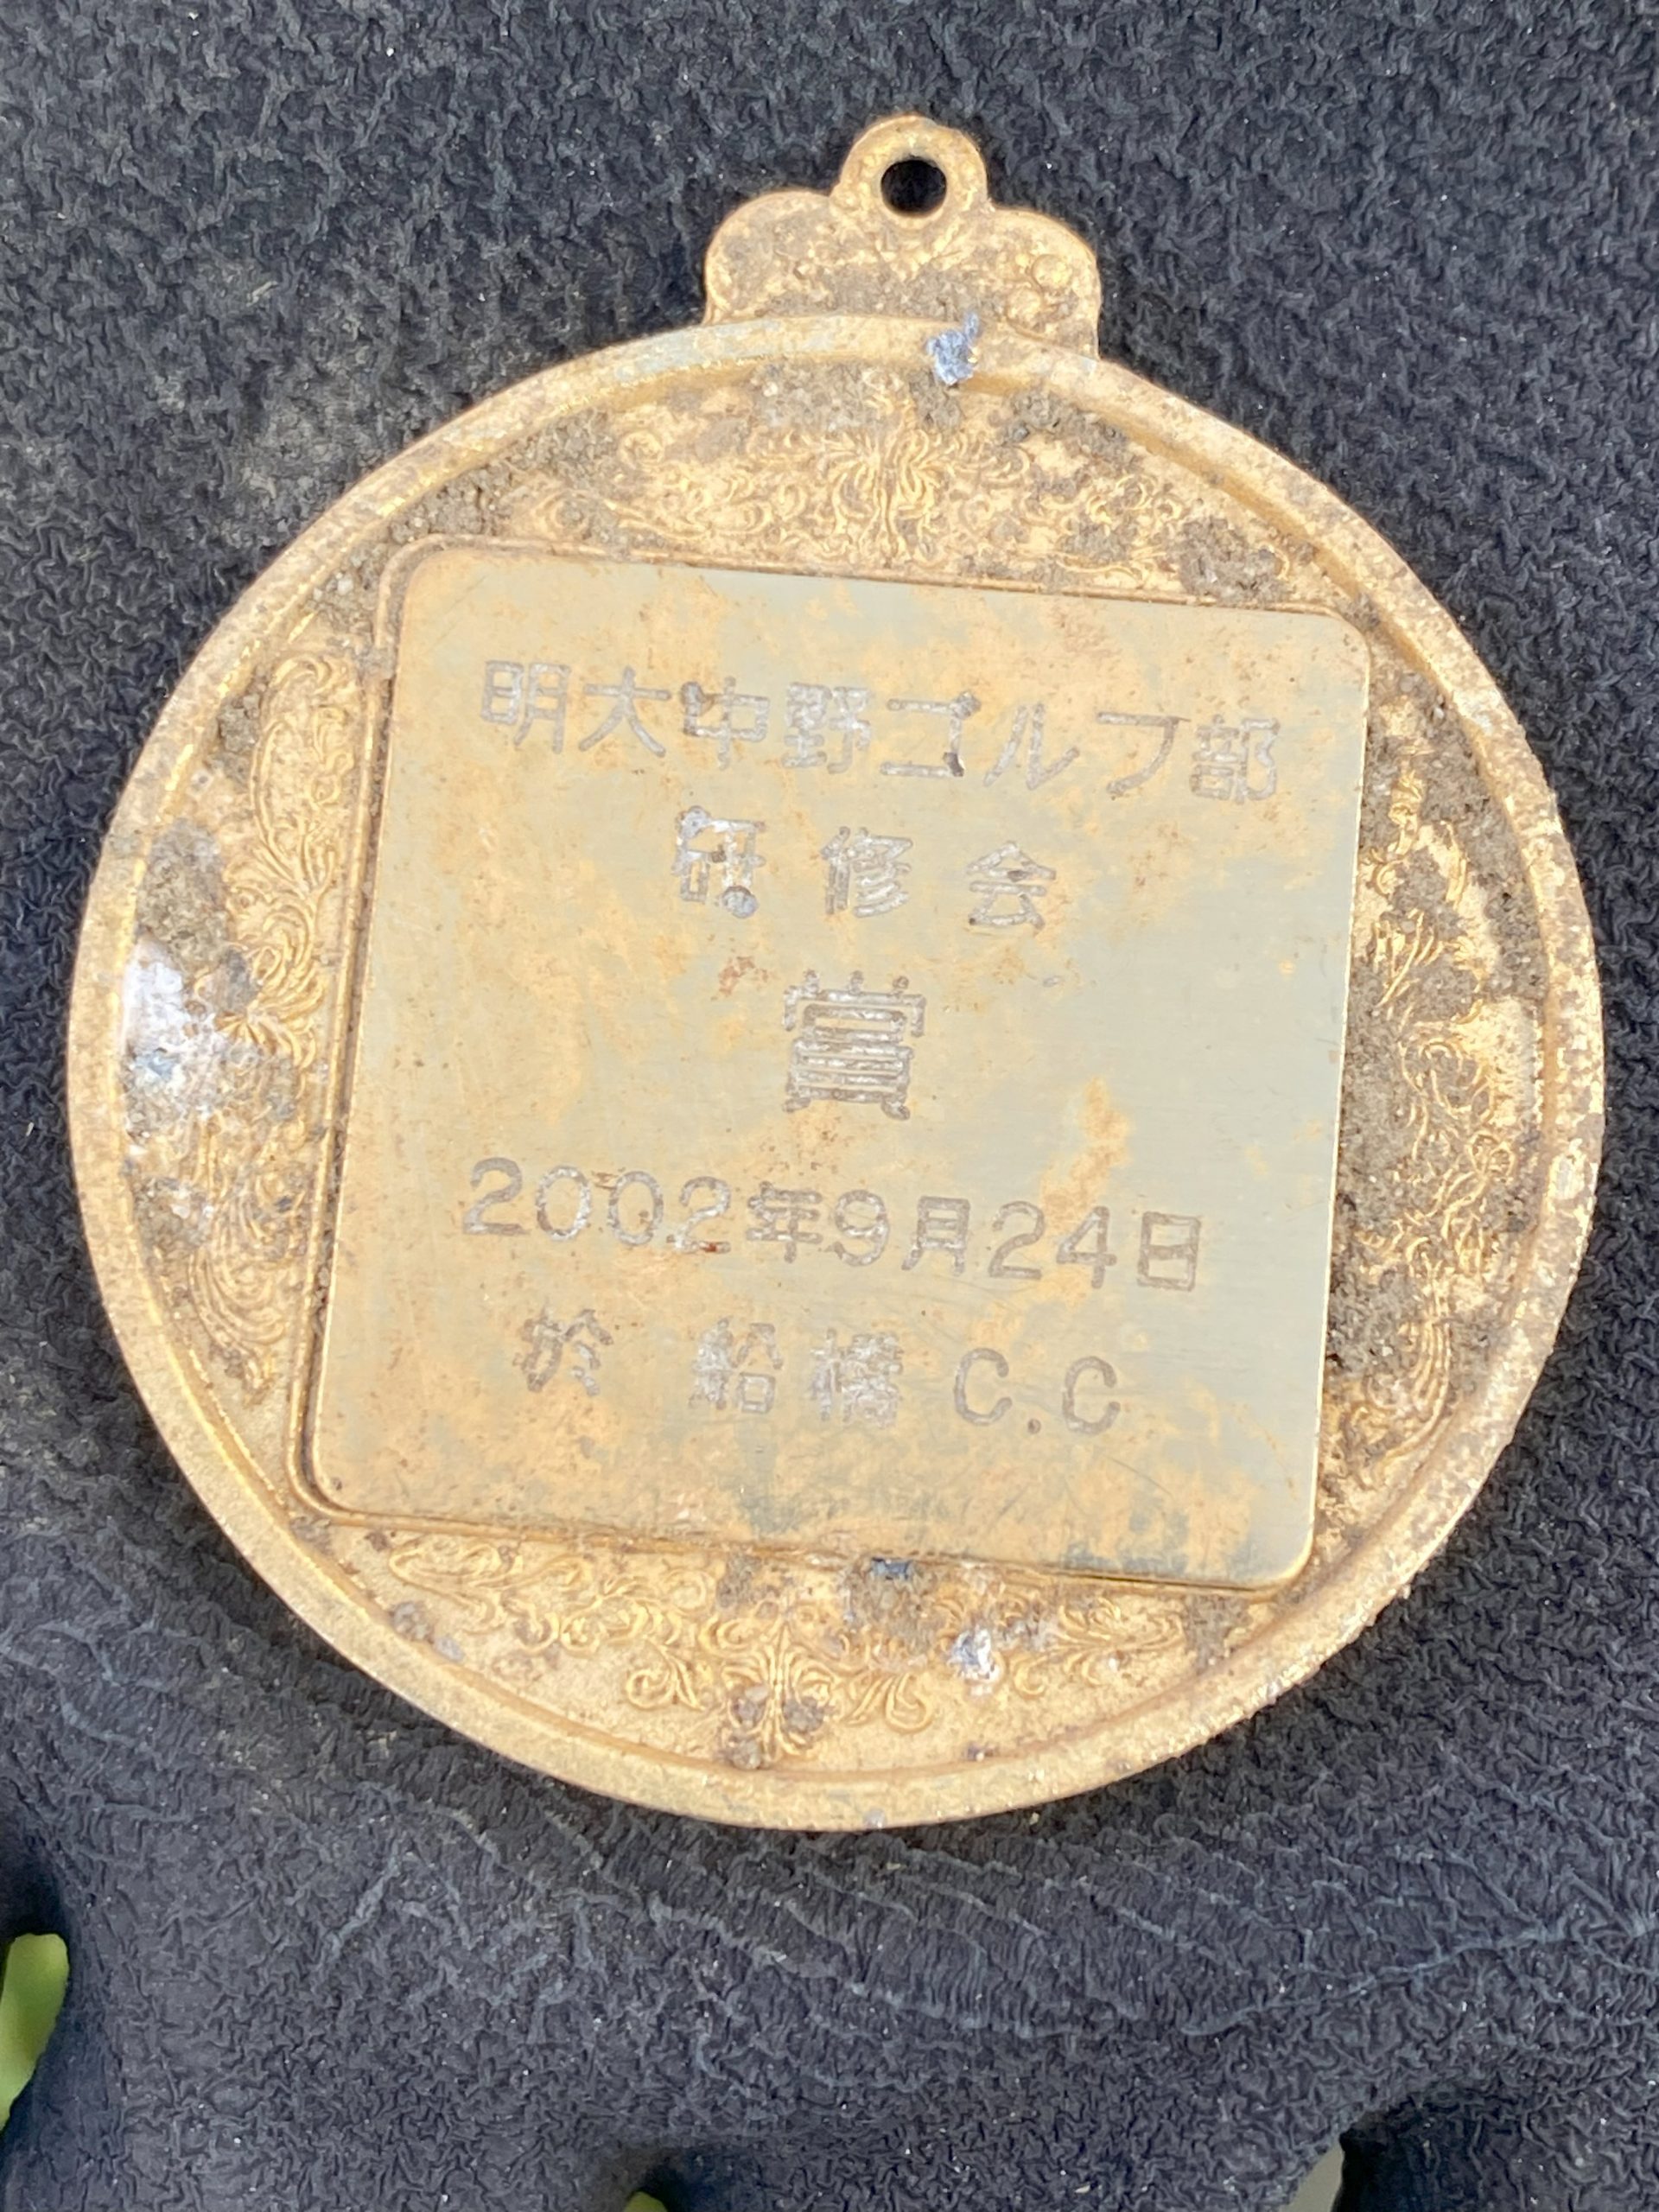 明大中野ゴルフ部
研修会
賞
2002年9月24日
於 船橋 C.C